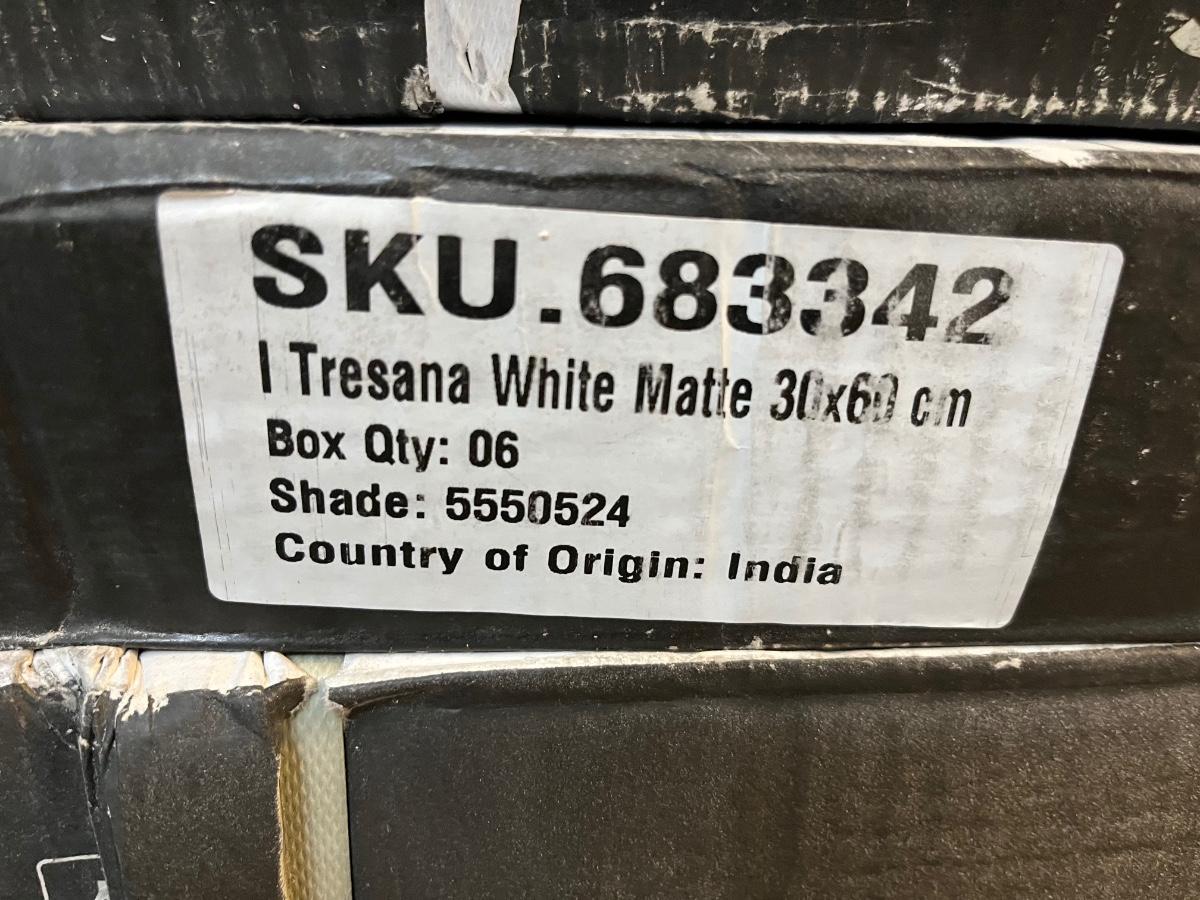 SKU.683342
I Tresana White Matte 30x60 cm
Box Qty: 06
Shade: 5550524
Country of Origin: India